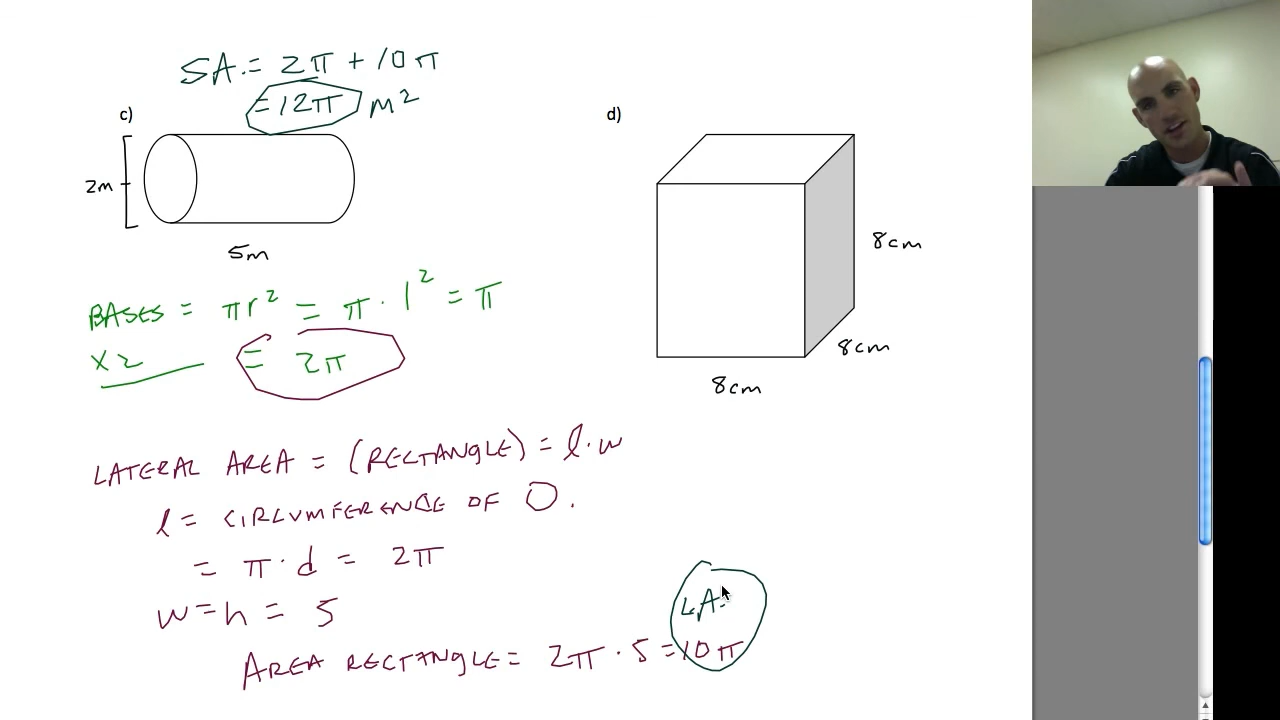 SA. = 2π + 10π
= 12π m²
c)
2m
5m
BASES = πr² = π · 1² = π
x2 = 2π
d)
8cm
8cm
8cm
LATERAL AREA = (RECTANGLE) = l · w
l = CIRCUMFERENCE OF O.
= π · d = 2π
w = h = 5
L.A.
AREA RECTANGLE = 2π · 5 = 10π